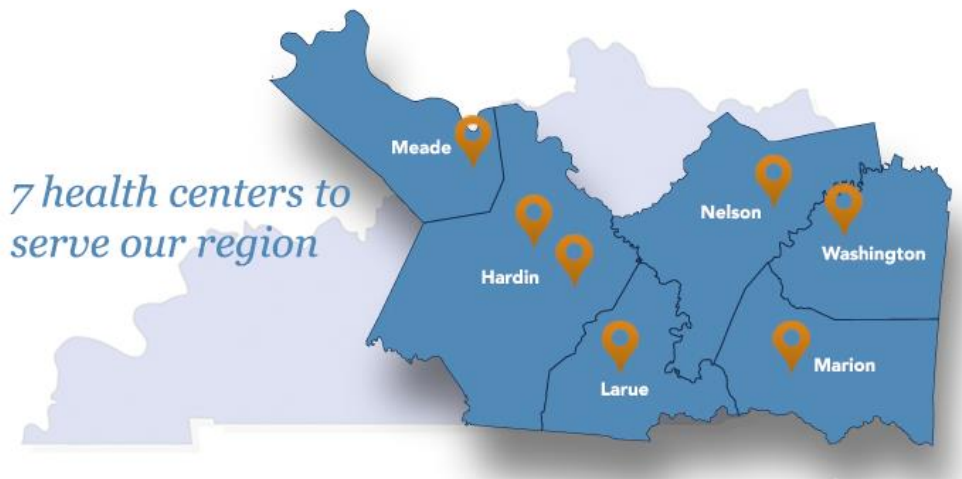 7 health centers to
serve our region
Meade
Hardin
Larue
Nelson
Washington
Marion